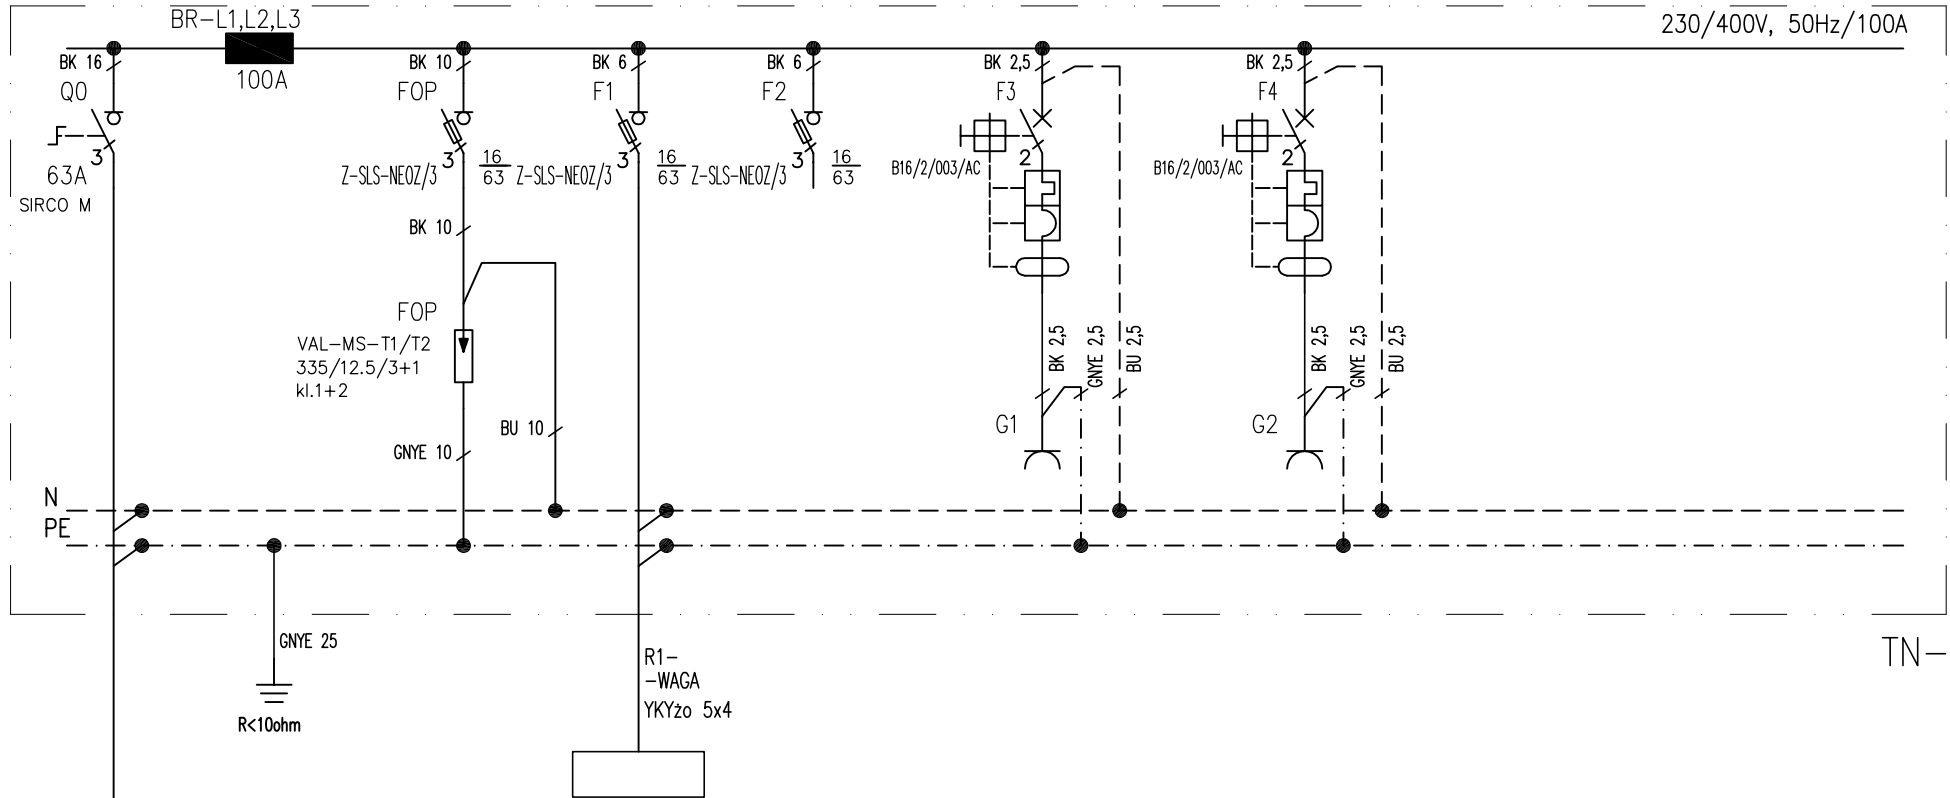 BR-L1,L2,L3
230/400V, 50Hz/100A
BK 16
100A
BK 10
BK 6
BK 6
BK 2,5
BK 2,5
Q0
FOP
F1
F2
F3
F4
3
3
3
3
2
2
63A
SIRCO M
Z-SLS-NEOZ/3
16
63
Z-SLS-NEOZ/3
16
63
Z-SLS-NEOZ/3
16
63
B16/2/003/AC
B16/2/003/AC
BK 10
FOP
VAL-MS-T1/T2
335/12.5/3+1
kl.1+2
BK 2,5
GNYE 2,5
BU 2,5
BK 2,5
GNYE 2,5
BU 2,5
G1
G2
BU 10
GNYE 10
N
PE
GNYE 25
R<10ohm
R1-
-WAGA
YKYżo 5x4
TN-